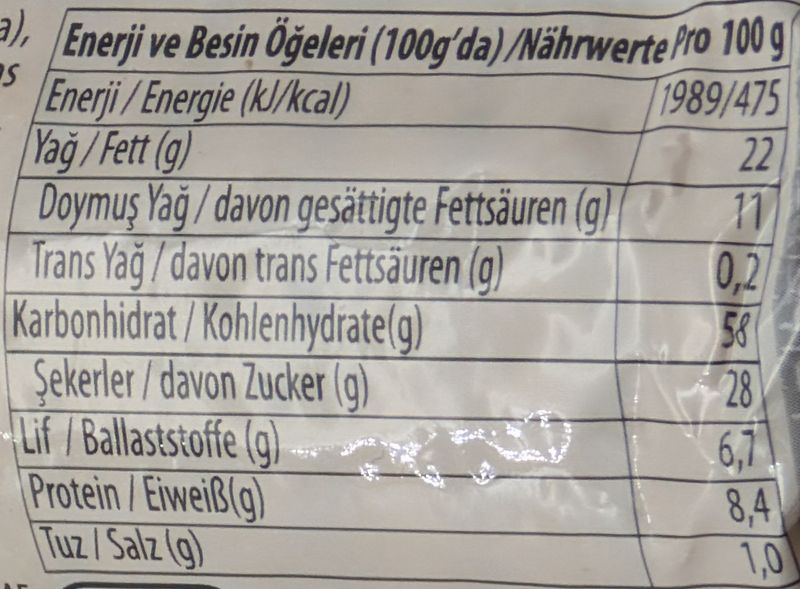 a),
Enerji ve Besin Öğeleri (100g'da) /Nährwerte Pro 100 g
Enerji / Energie (kJ/kcal) 1989/475
Yağ / Fett (g) 22
Doymuş Yağ / davon gesättigte Fettsäuren (g) 11
Trans Yağ / davon trans Fettsäuren (g) 0,2
Karbonhidrat / Kohlenhydrate(g) 58
Şekerler / davon Zucker (g) 28
Lif / Ballaststoffe (g) 6,7
Protein / Eiweiß(g) 8,4
Tuz / Salz (g) 1,0